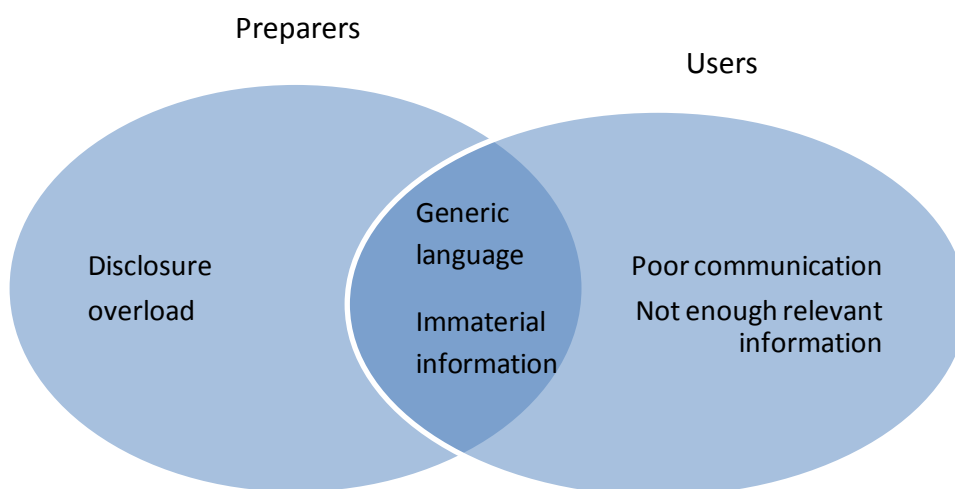 Preparers
Users
Disclosure
overload
Generic
language
Immaterial
information
Poor communication
Not enough relevant
information